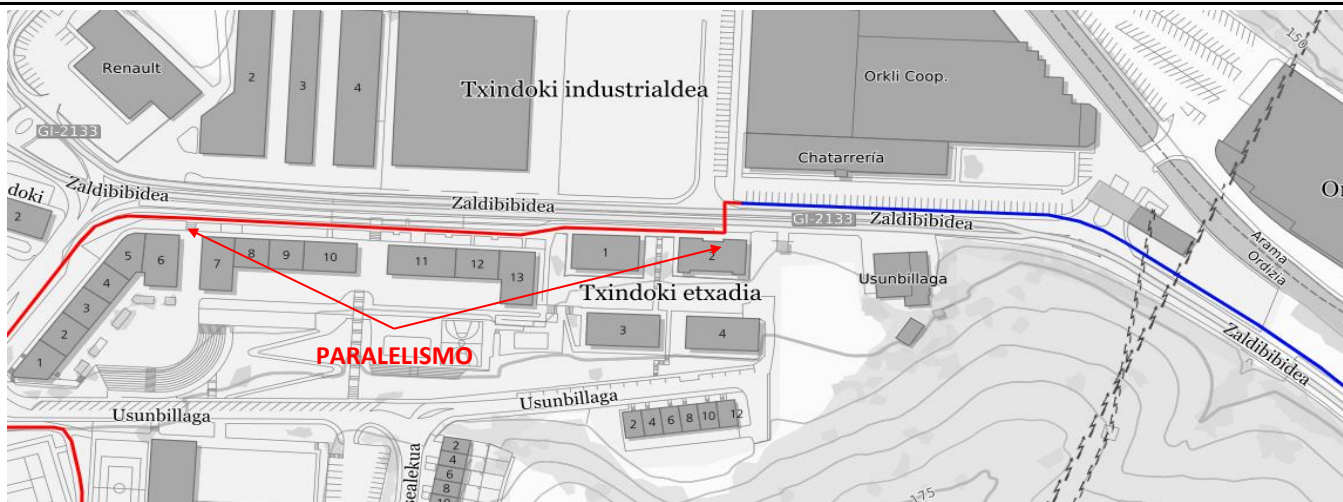 150
Renault
2
3
4
Txindoki industrialdea
Orkli Coop.
Chatarrería
GI-2133
doki
2
Zaldibibidea
Zaldibibidea
GI-2133
Zaldibibidea
Arama
Ordizia
5
6
7
8
9
10
11
12
13
1
2
4
3
2
1
Txindoki etxadia
Usunbillaga
3
4
PARALELISMO
Zaldibibidea
Usunbillaga
Usunbillaga
2
4
6
8
10
12
2
4
6
8
10
175